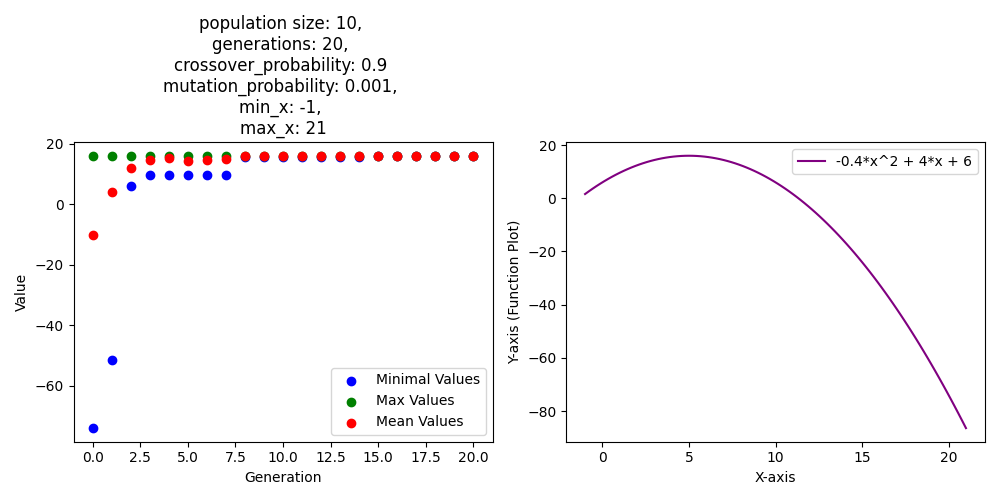 population size: 10,
generations: 20,
crossover_probability: 0.9
mutation_probability: 0.001,
min_x: -1,
max_x: 21
20
0
−20
−40
−60
Value
0.0 2.5 5.0 7.5 10.0 12.5 15.0 17.5 20.0
Generation
Minimal Values
Max Values
Mean Values
20
0
−20
−40
−60
−80
Y-axis (Function Plot)
0 5 10 15 20
X-axis
-0.4*x^2 + 4*x + 6